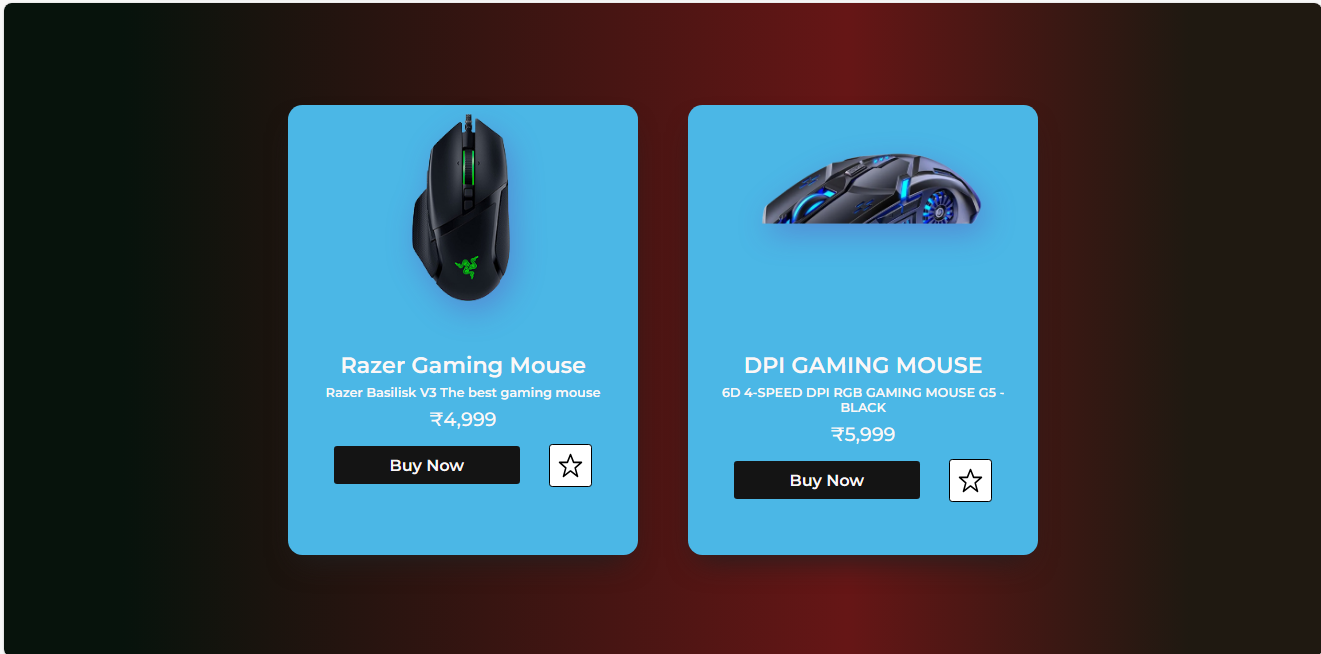 Razer Gaming Mouse
Razer Basilisk V3 The best gaming mouse
₹4,999
Buy Now
DPI GAMING MOUSE
6D 4-SPEED DPI RGB GAMING MOUSE G5 -
BLACK
₹5,999
Buy Now